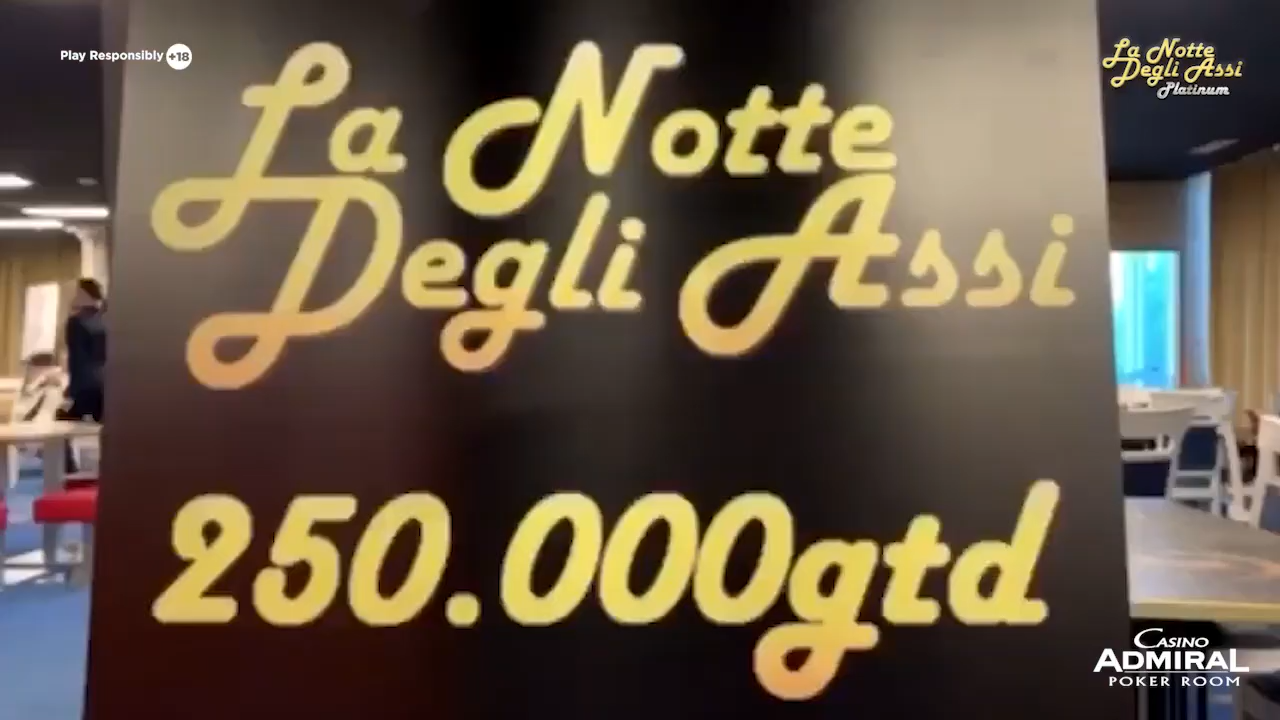 Play Responsibly +18
La Notte
Degli Assi
Platinum
La Notte
Degli Assi
250.000gtd
CASINO
ADMIRAL
POKER ROOM